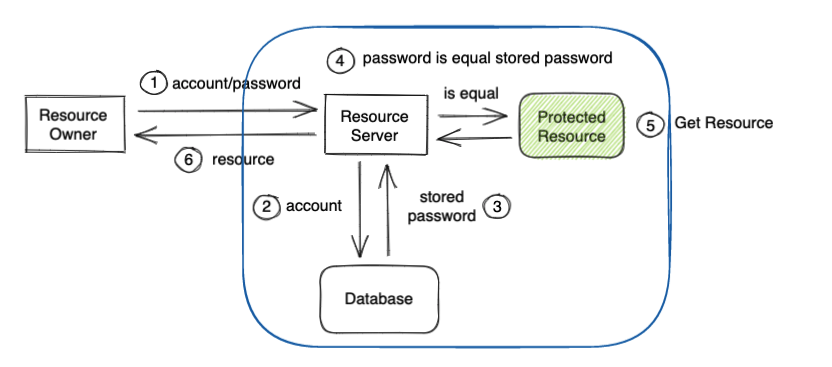 4 password is equal stored password
1 account/password
is equal
Resource
Owner
Resource
Server
Protected
Resource
5 Get Resource
6 resource
2 account
stored
password 3
Database